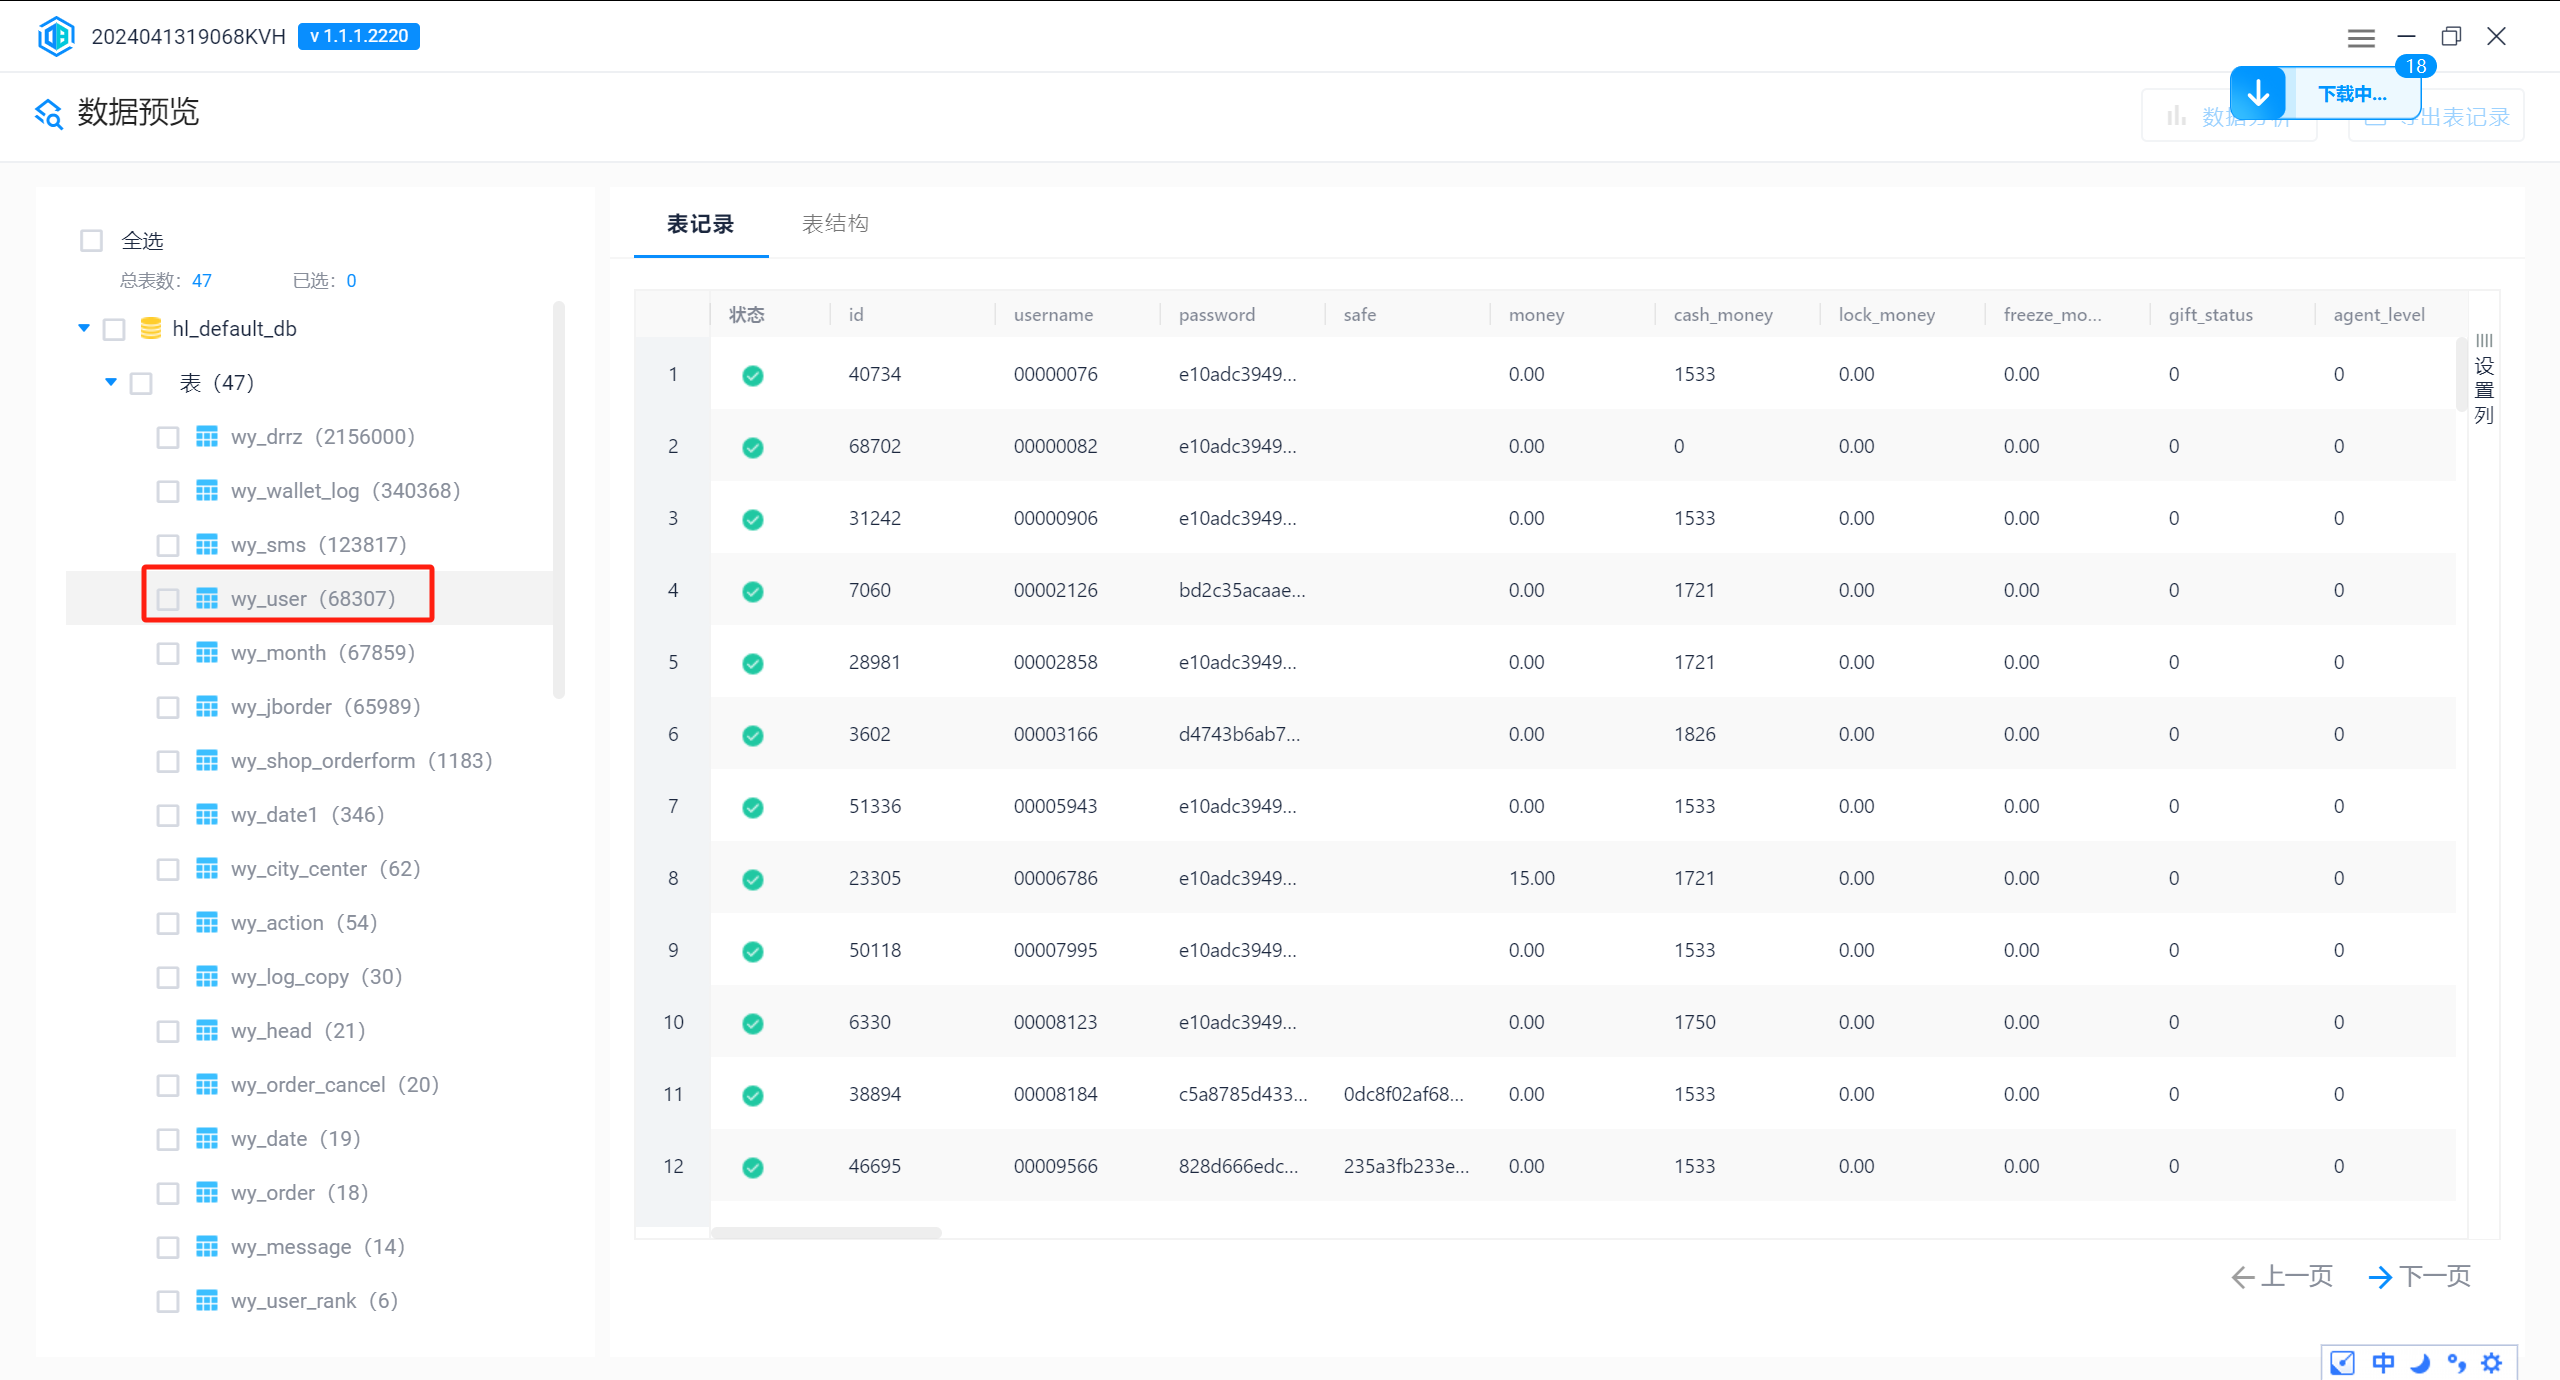 2024041319068KVH v 1.1.1.2220
18
下载中...
数据预览
出表记录
全选
总表数: 47 已选: 0
hl_default_db
表 (47)
wy_drrz (2156000)
wy_wallet_log (340368)
wy_sms (123817)
wy_user (68307)
wy_month (67859)
wy_jborder (65989)
wy_shop_orderform (1183)
wy_date1 (346)
wy_city_center (62)
wy_action (54)
wy_log_copy (30)
wy_head (21)
wy_order_cancel (20)
wy_date (19)
wy_order (18)
wy_message (14)
wy_user_rank (6)
表记录 表结构
状态 id username password safe money cash_money lock_money freeze_mo... gift_status agent_level
1 40734 00000076 e10adc3949... 0.00 1533 0.00 0.00 0 0
2 68702 00000082 e10adc3949... 0.00 0 0.00 0.00 0 0
3 31242 00000906 e10adc3949... 0.00 1533 0.00 0.00 0 0
4 7060 00002126 bd2c35acaae... 0.00 1721 0.00 0.00 0 0
5 28981 00002858 e10adc3949... 0.00 1721 0.00 0.00 0 0
6 3602 00003166 d4743b6ab7... 0.00 1826 0.00 0.00 0 0
7 51336 00005943 e10adc3949... 0.00 1533 0.00 0.00 0 0
8 23305 00006786 e10adc3949... 15.00 1721 0.00 0.00 0 0
9 50118 00007995 e10adc3949... 0.00 1533 0.00 0.00 0 0
10 6330 00008123 e10adc3949... 0.00 1750 0.00 0.00 0 0
11 38894 00008184 c5a8785d433... 0dc8f02af68... 0.00 1533 0.00 0.00 0 0
12 46695 00009566 828d666edc... 235a3fb233e... 0.00 1533 0.00 0.00 0 0
设置列
上一页 下一页
中